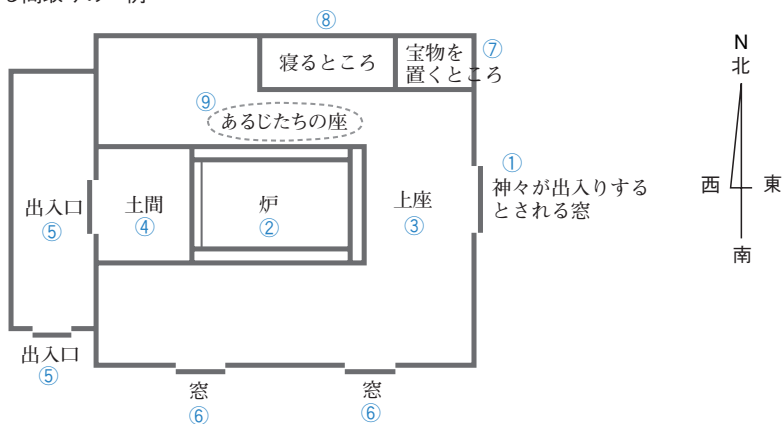 ⑧
寝るところ
宝物を
置くところ
⑦
⑨
あるじたちの座
①
神々が出入りする
とされる窓
出入口
⑤
土間
④
炉
②
上座
③
出入口
⑤
窓
⑥
窓
⑥
N
北
西
東
南